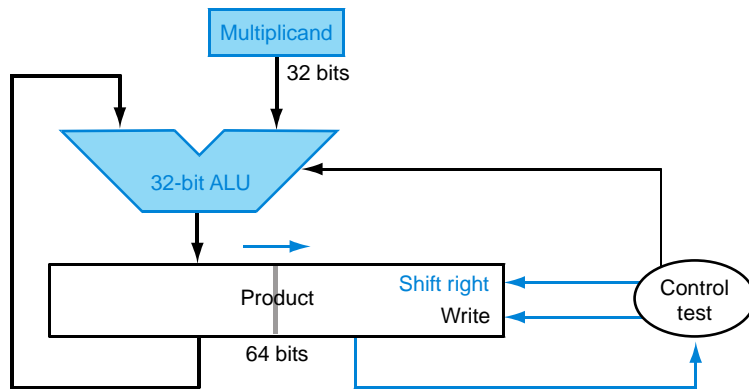 Multiplicand
32 bits
32-bit ALU
Product
Shift right
Write
Control
test
64 bits